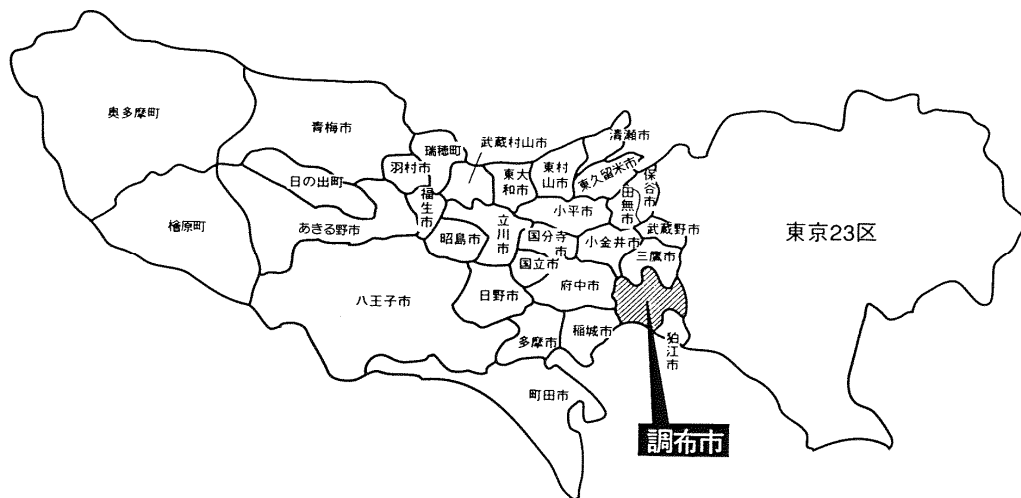 奥多摩町
青梅市
瑞穂町
武蔵村山市
清瀬市
羽村市
東大
和市
東村
山市
東久留米市
保谷市
日の出町
福生市
田無市
小平市
檜原町
あきる野市
立川市
昭島市
国分寺市
小金井市
武蔵野市
東京23区
三鷹市
国立市
府中市
八王子市
日野市
稲城市
多摩市
狛江市
町田市
調布市